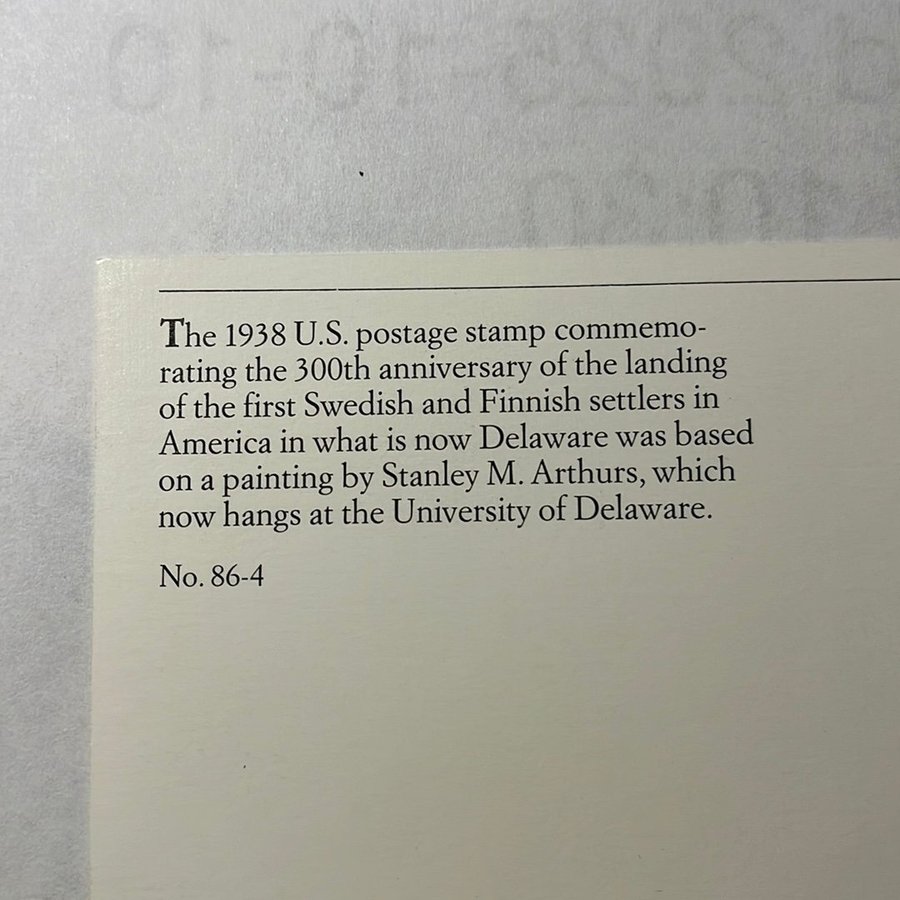 The 1938 U.S. postage stamp commemo-
rating the 300th anniversary of the landing
of the first Swedish and Finnish settlers in
America in what is now Delaware was based
on a painting by Stanley M. Arthurs, which
now hangs at the University of Delaware.
No. 86-4